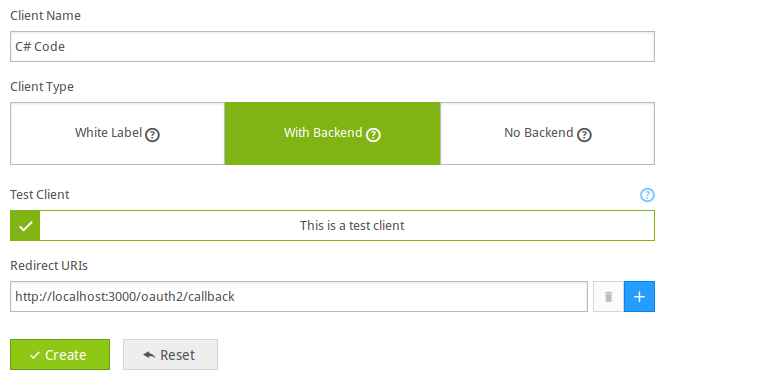 Client Name
C# Code
Client Type
White Label ?
With Backend ?
No Backend ?
Test Client ?
This is a test client
Redirect URIs
http://localhost:3000/oauth2/callback +
Create Reset